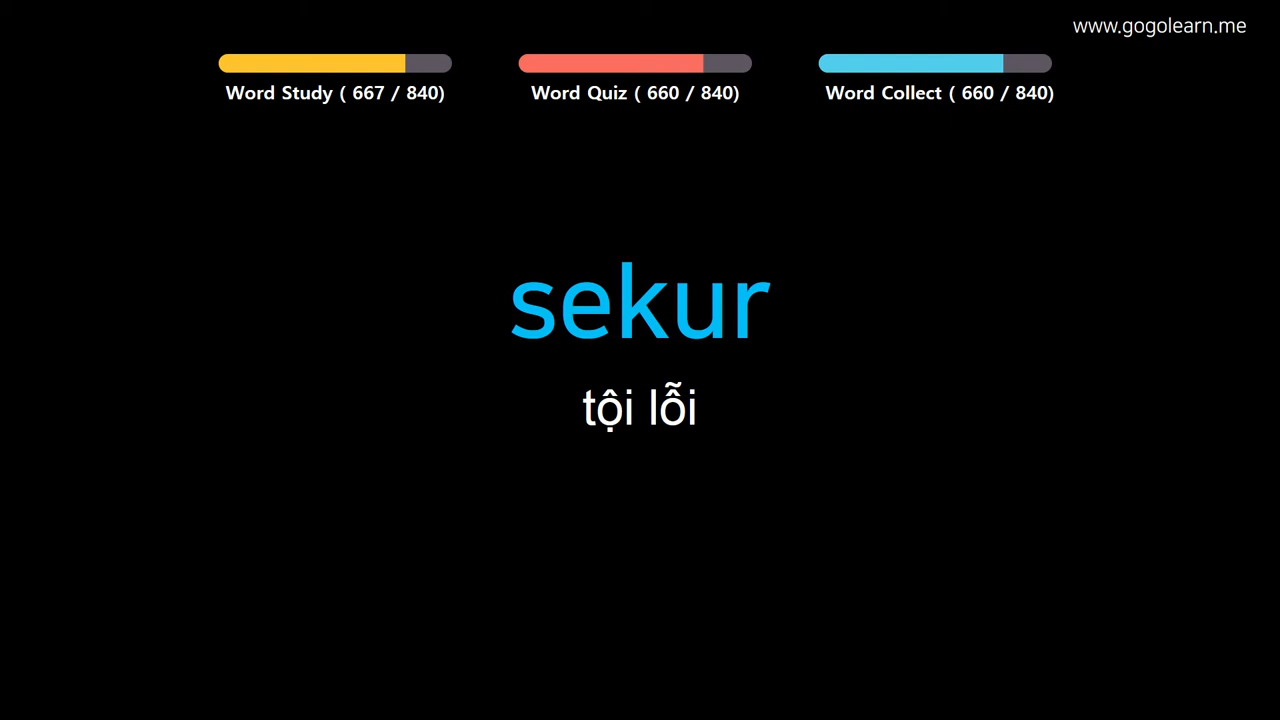 www.gogolearn.me
Word Study ( 667 / 840)
Word Quiz ( 660 / 840)
Word Collect ( 660 / 840)
sekur
tội lỗi